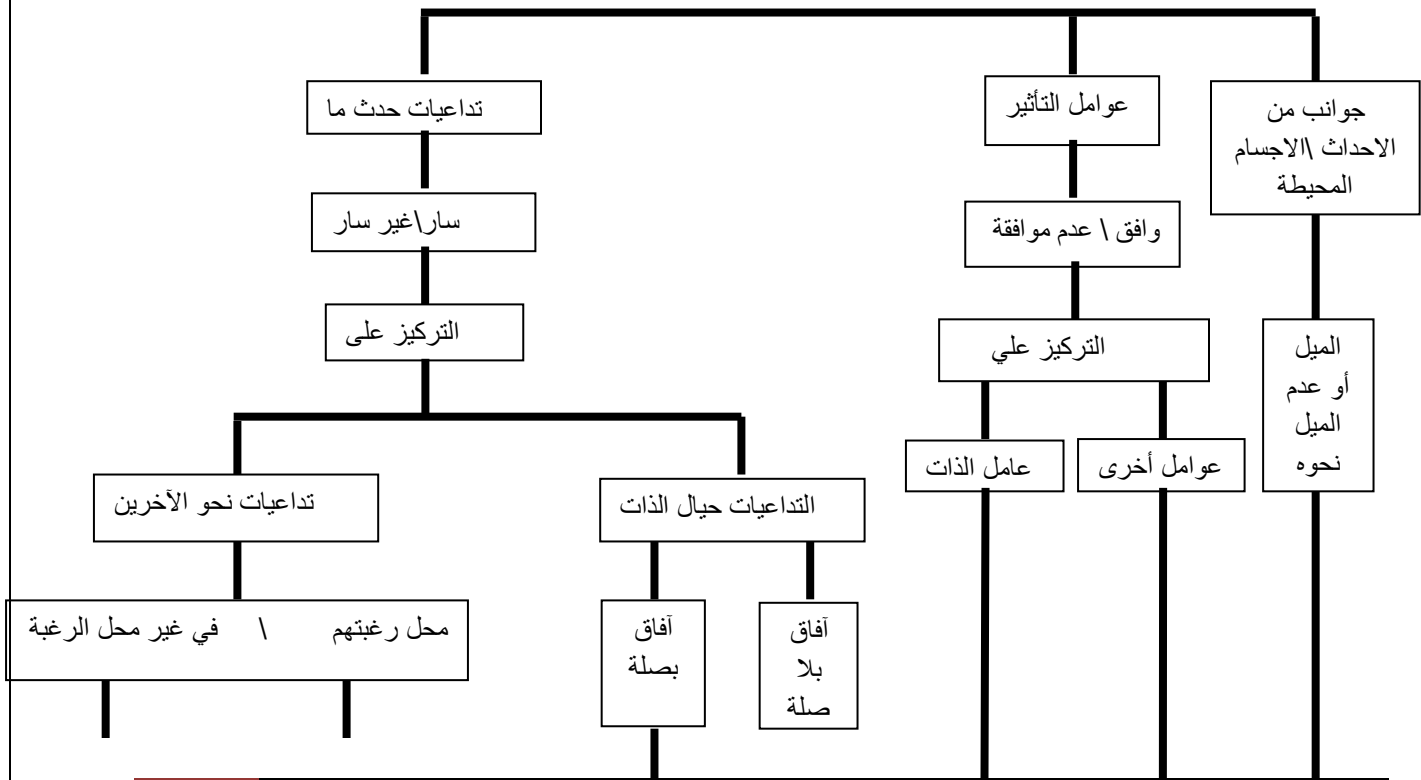 جوانب من
الاحداث \الاجسام
المحيطة
عوامل التأثير
تداعيات حدث ما
وافق \ عدم موافقة
سار\غير سار
الميل
أو عدم
الميل
نحوه
التركيز علي
التركيز على
عوامل أخرى
عامل الذات
التداعيات حيال الذات
تداعيات نحو الآخرين
آفاق
بلا
صلة
آفاق
بصلة
محل رغبتهم \ في غير محل الرغبة